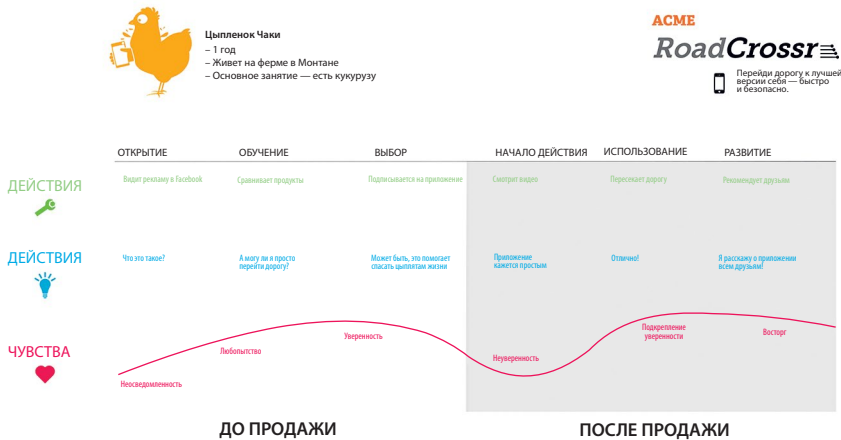 Цыпленок Чаки
– 1 год
– Живет на ферме в Монтане
– Основное занятие — есть кукурузу
ACME
RoadCrossr
Перейди дорогу к лучшей
версии себя — быстро
и безопасно.
ОТКРЫТИЕ ОБУЧЕНИЕ ВЫБОР НАЧАЛО ДЕЙСТВИЯ ИСПОЛЬЗОВАНИЕ РАЗВИТИЕ
ДЕЙСТВИЯ
Видит рекламу в Facebook
Сравнивает продукты
Подписывается на приложение
Смотрит видео
Пересекает дорогу
Рекомендует друзьям
ДЕЙСТВИЯ
Что это такое?
А могу ли я просто
перейти дорогу?
Может быть, это помогает
спасать цыплятам жизни
Приложение
кажется простым
Отлично!
Я расскажу о приложении
всем друзьям!
ЧУВСТВА
Неосведомленность
Любопытство
Уверенность
Неуверенность
Подкрепление
уверенности
Восторг
ДО ПРОДАЖИ ПОСЛЕ ПРОДАЖИ